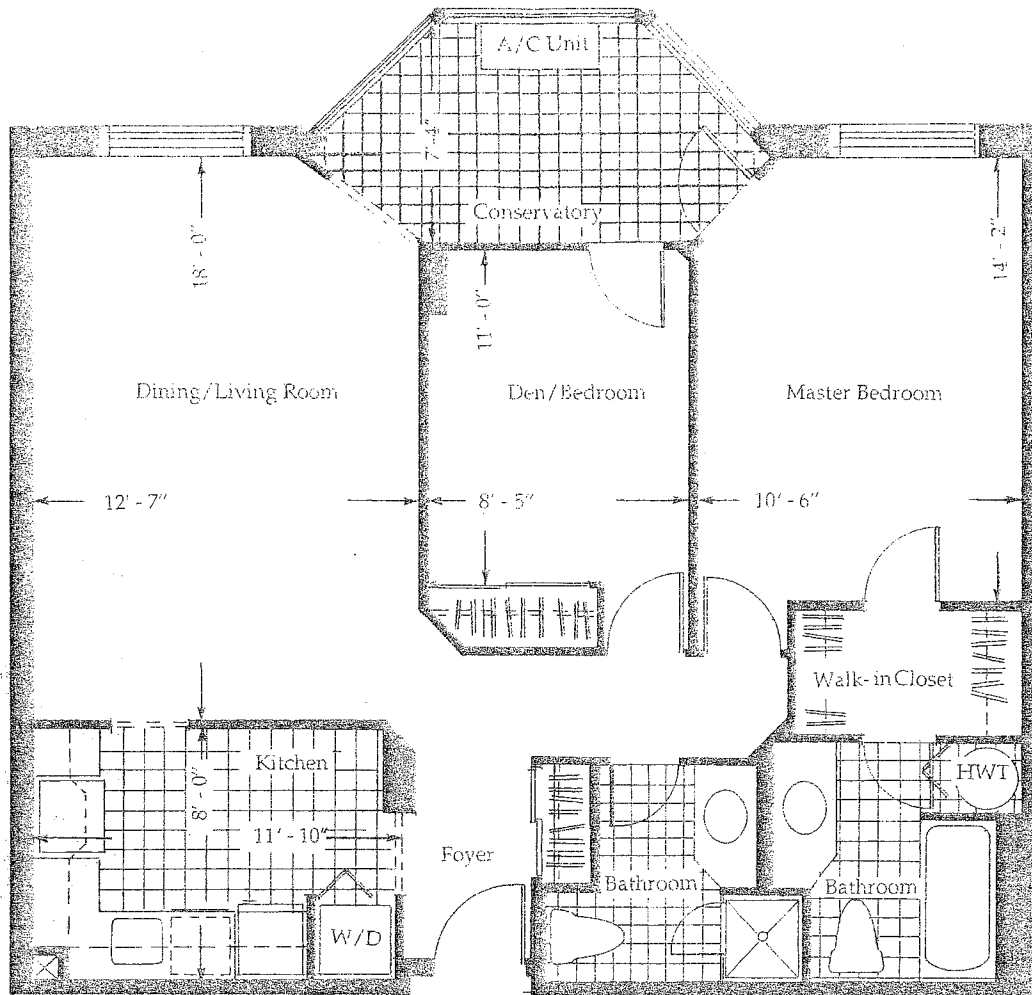 A/C Unit
7'-4"
Conservatory
18' - 0"
11' - 0"
14' - 2"
Dining/Living Room
Den/Bedroom
Master Bedroom
12' - 7"
8' - 5"
10' - 6"
Walk-in Closet
Kitchen
HWT
8' - 0"
11' - 10"
Foyer
Bathroom
Bathroom
W/D